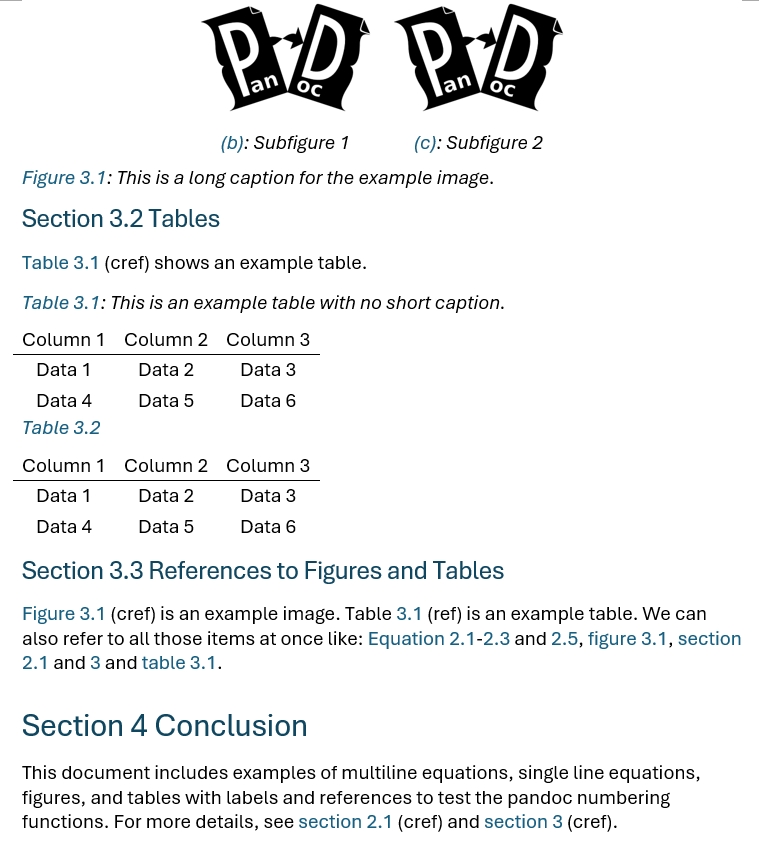 Pan Doc Pan Doc
(b): Subfigure 1 (c): Subfigure 2
Figure 3.1: This is a long caption for the example image.
Section 3.2 Tables
Table 3.1 (cref) shows an example table.
Table 3.1: This is an example table with no short caption.
Column 1 Column 2 Column 3
Data 1 Data 2 Data 3
Data 4 Data 5 Data 6
Table 3.2
Column 1 Column 2 Column 3
Data 1 Data 2 Data 3
Data 4 Data 5 Data 6
Section 3.3 References to Figures and Tables
Figure 3.1 (cref) is an example image. Table 3.1 (ref) is an example table. We can
also refer to all those items at once like: Equation 2.1-2.3 and 2.5, figure 3.1, section
2.1 and 3 and table 3.1.
Section 4 Conclusion
This document includes examples of multiline equations, single line equations,
figures, and tables with labels and references to test the pandoc numbering
functions. For more details, see section 2.1 (cref) and section 3 (cref).